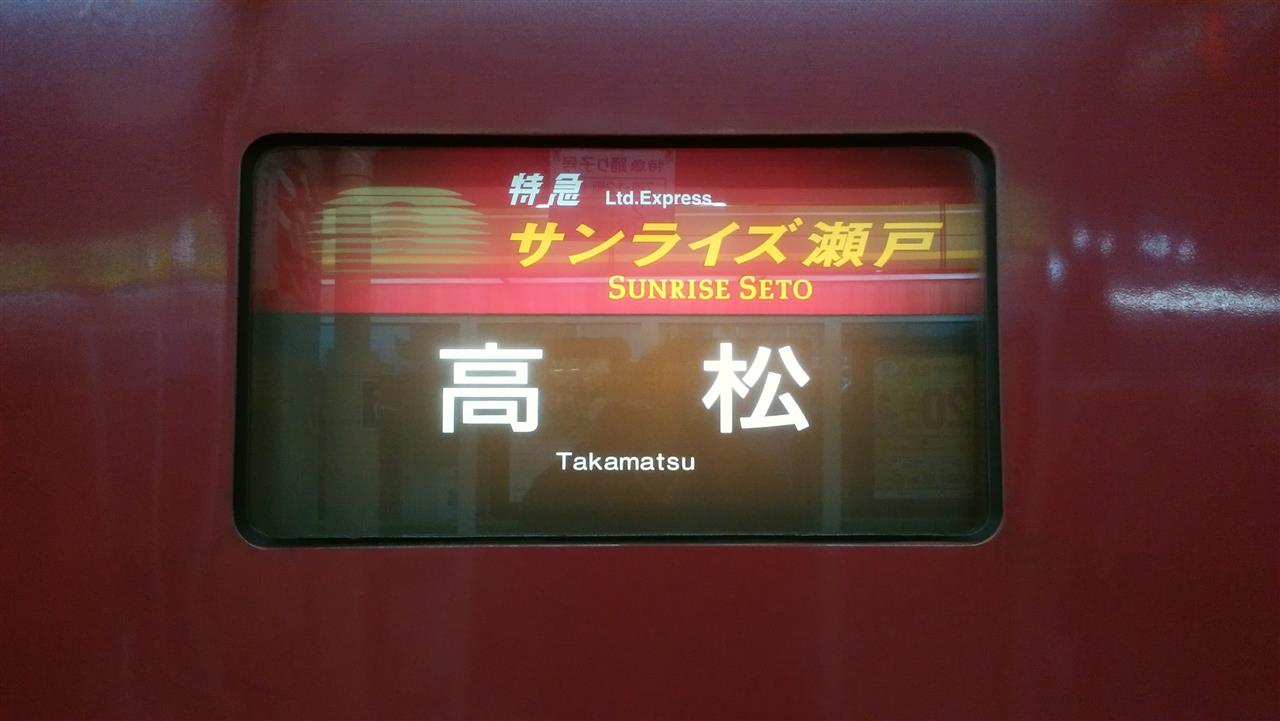 特急 Ltd.Express
サンライズ瀬戸
SUNRISE SETO
高松
Takamatsu